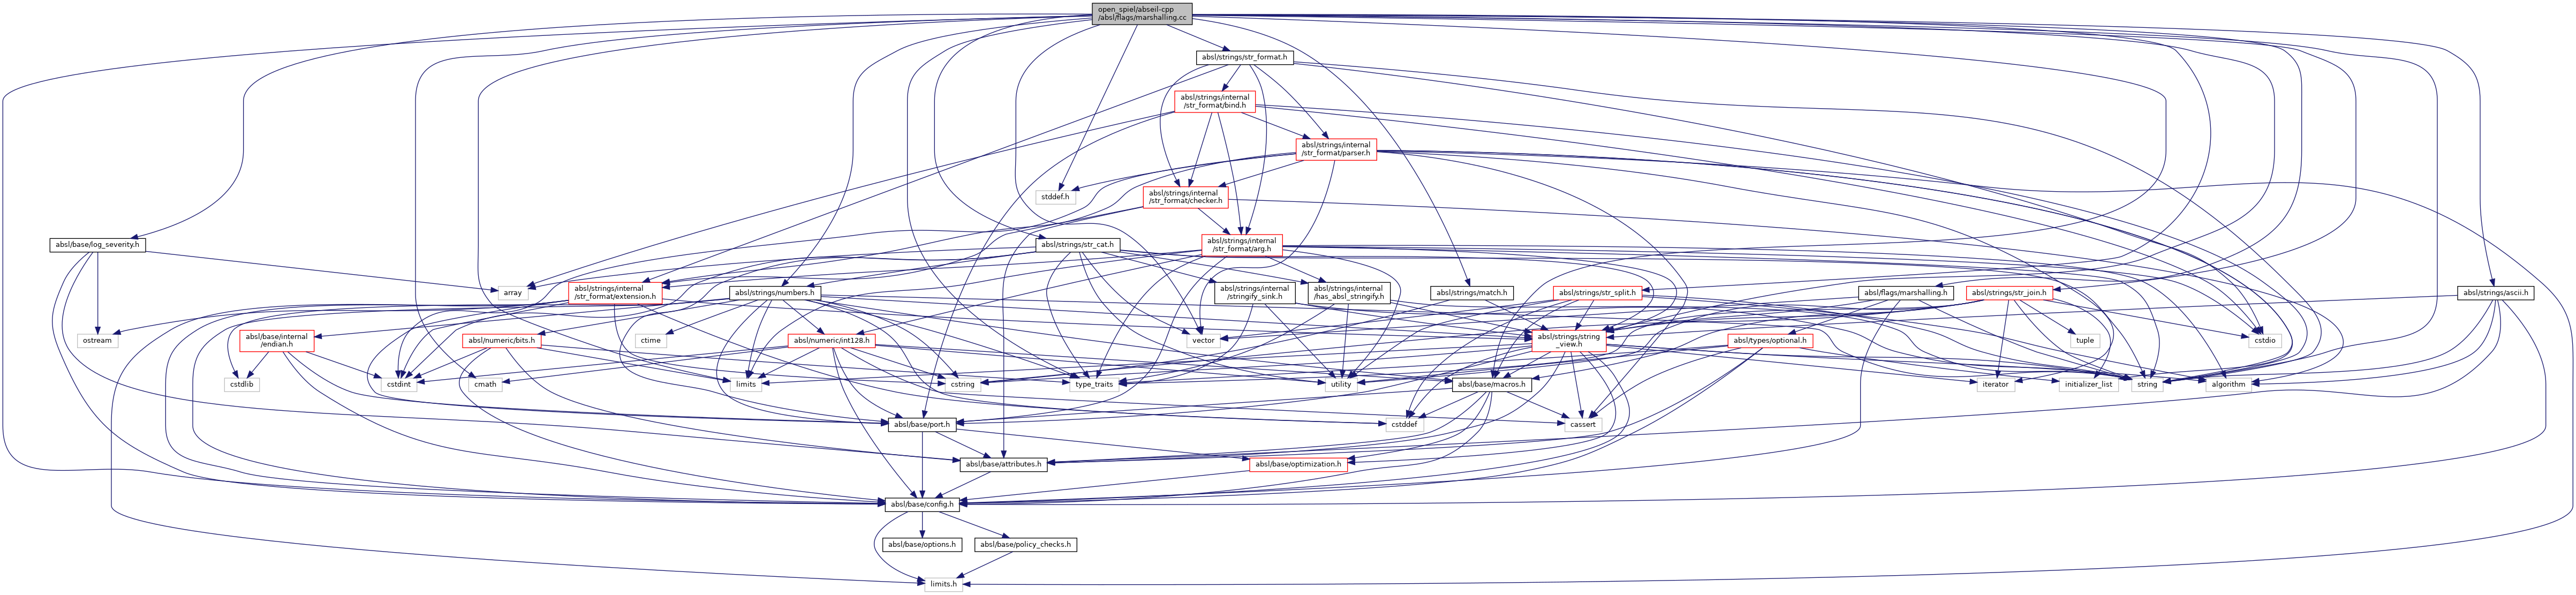 open_spiel/abseil-cpp
/absl/flags/marshalling.cc
absl/strings/str_format.h
absl/strings/internal
/str_format/bind.h
absl/strings/internal
/str_format/parser.h
stddef.h
absl/strings/internal
/str_format/checker.h
absl/base/log_severity.h
absl/strings/str_cat.h
absl/strings/internal
/str_format/arg.h
array
absl/strings/internal
/str_format/extension.h
absl/strings/numbers.h
absl/strings/internal
/stringify_sink.h
absl/strings/internal
/has_absl_stringify.h
absl/strings/match.h
absl/strings/str_split.h
absl/flags/marshalling.h
absl/strings/str_join.h
absl/strings/ascii.h
ostream
absl/base/internal
/endian.h
absl/numeric/bits.h
ctime
absl/numeric/int128.h
vector
absl/strings/string
_view.h
absl/types/optional.h
tuple
cstdio
cstdlib
cstdint
cmath
limits
cstring
type_traits
utility
absl/base/macros.h
iterator
initializer_list
string
algorithm
absl/base/port.h
cstddef
cassert
absl/base/attributes.h
absl/base/optimization.h
absl/base/config.h
absl/base/options.h
absl/base/policy_checks.h
limits.h